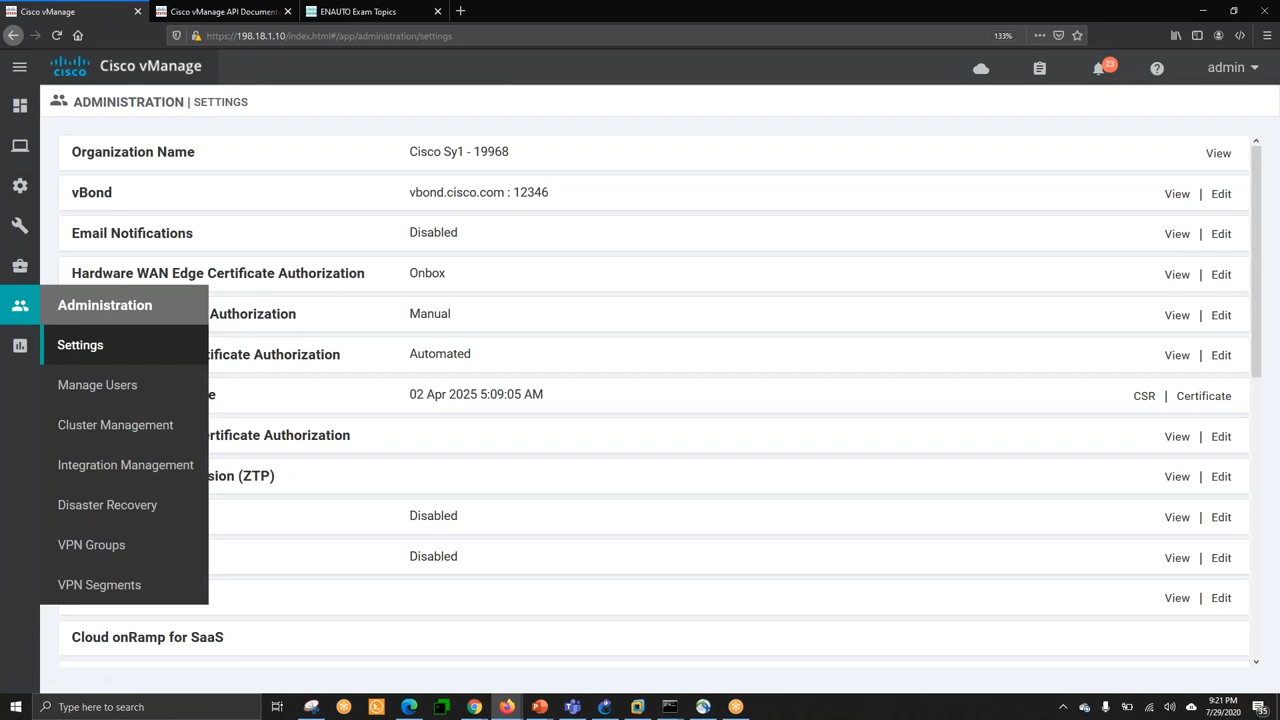 Cisco vManage
Cisco vManage API Document
ENAUTO Exam Topics
https://198.18.1.10/index.html#/app/administration/settings
133%
CISCO
Cisco vManage
23
admin
ADMINISTRATION | SETTINGS
Organization Name
Cisco Sy1 - 19968
View
vBond
vbond.cisco.com : 12346
View | Edit
Email Notifications
Disabled
View | Edit
Hardware WAN Edge Certificate Authorization
Onbox
View | Edit
Administration
Authorization
Manual
View | Edit
Settings
ificate Authorization
Automated
View | Edit
Manage Users
e
02 Apr 2025 5:09:05 AM
CSR | Certificate
Cluster Management
ertificate Authorization
View | Edit
Integration Management
sion (ZTP)
View | Edit
Disaster Recovery
Disabled
View | Edit
VPN Groups
Disabled
View | Edit
VPN Segments
View | Edit
Cloud onRamp for SaaS
Type here to search
9:21 PM
7/29/2020